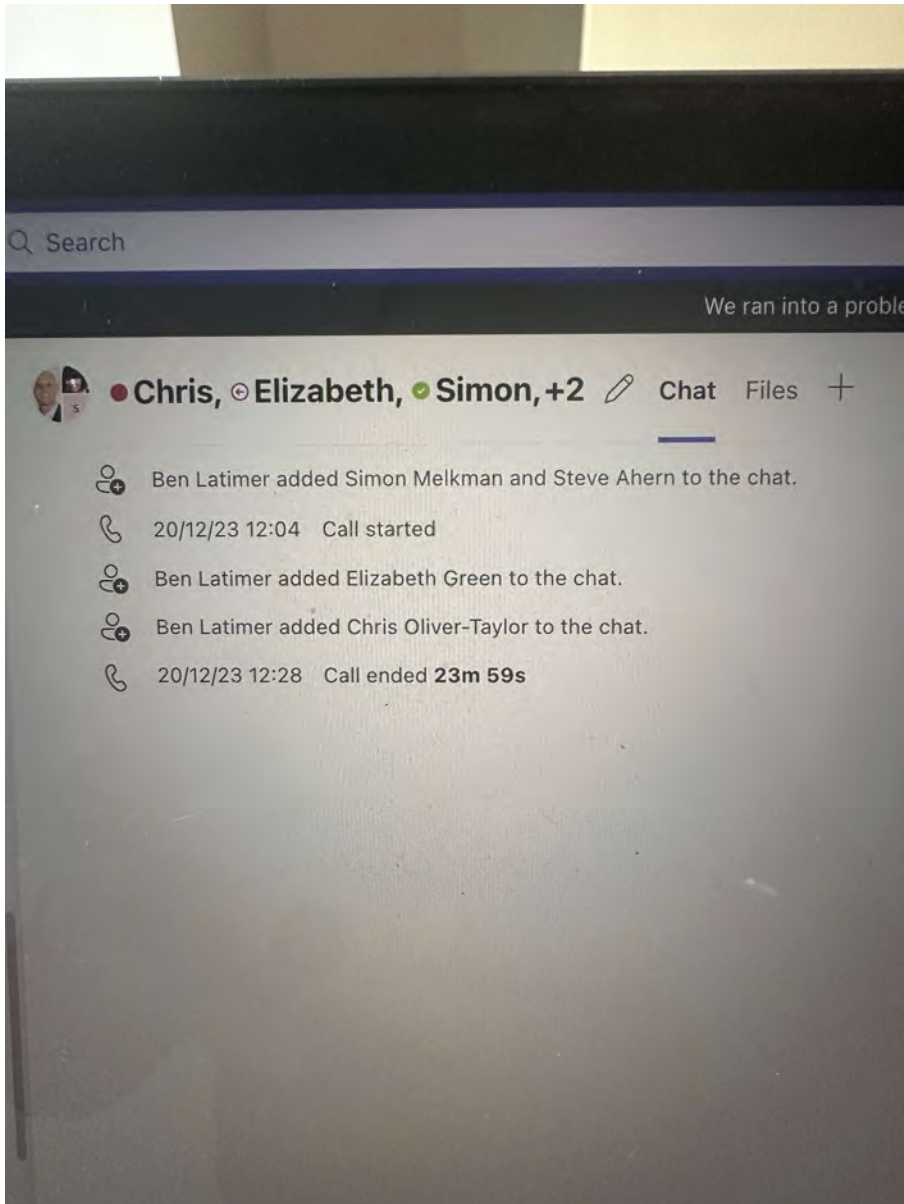 Search
We ran into a proble
S
Chris, Elizabeth, Simon, +2 Chat Files +
Ben Latimer added Simon Melkman and Steve Ahern to the chat.
20/12/23 12:04 Call started
Ben Latimer added Elizabeth Green to the chat.
Ben Latimer added Chris Oliver-Taylor to the chat.
20/12/23 12:28 Call ended 23m 59s